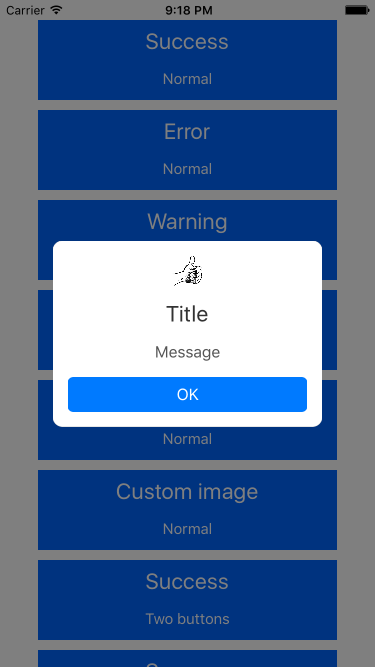 Carrier 9:18 PM
Success
Normal
Error
Normal
Warning
Title
Message
OK
Normal
Custom image
Normal
Success
Two buttons